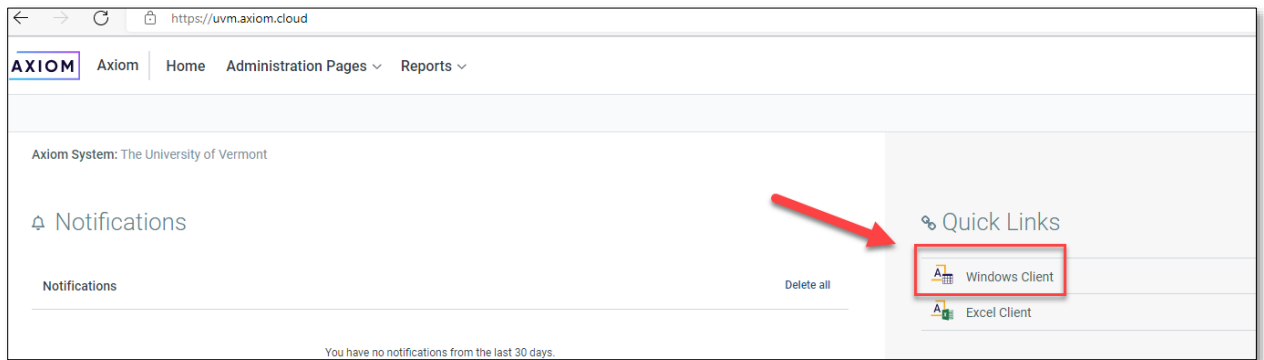 https://uvm.axiom.cloud
AXIOM Axiom Home Administration Pages Reports
Axiom System: The University of Vermont
Notifications
Quick Links
Notifications Delete all
Windows Client
Excel Client
You have no notifications from the last 30 days.